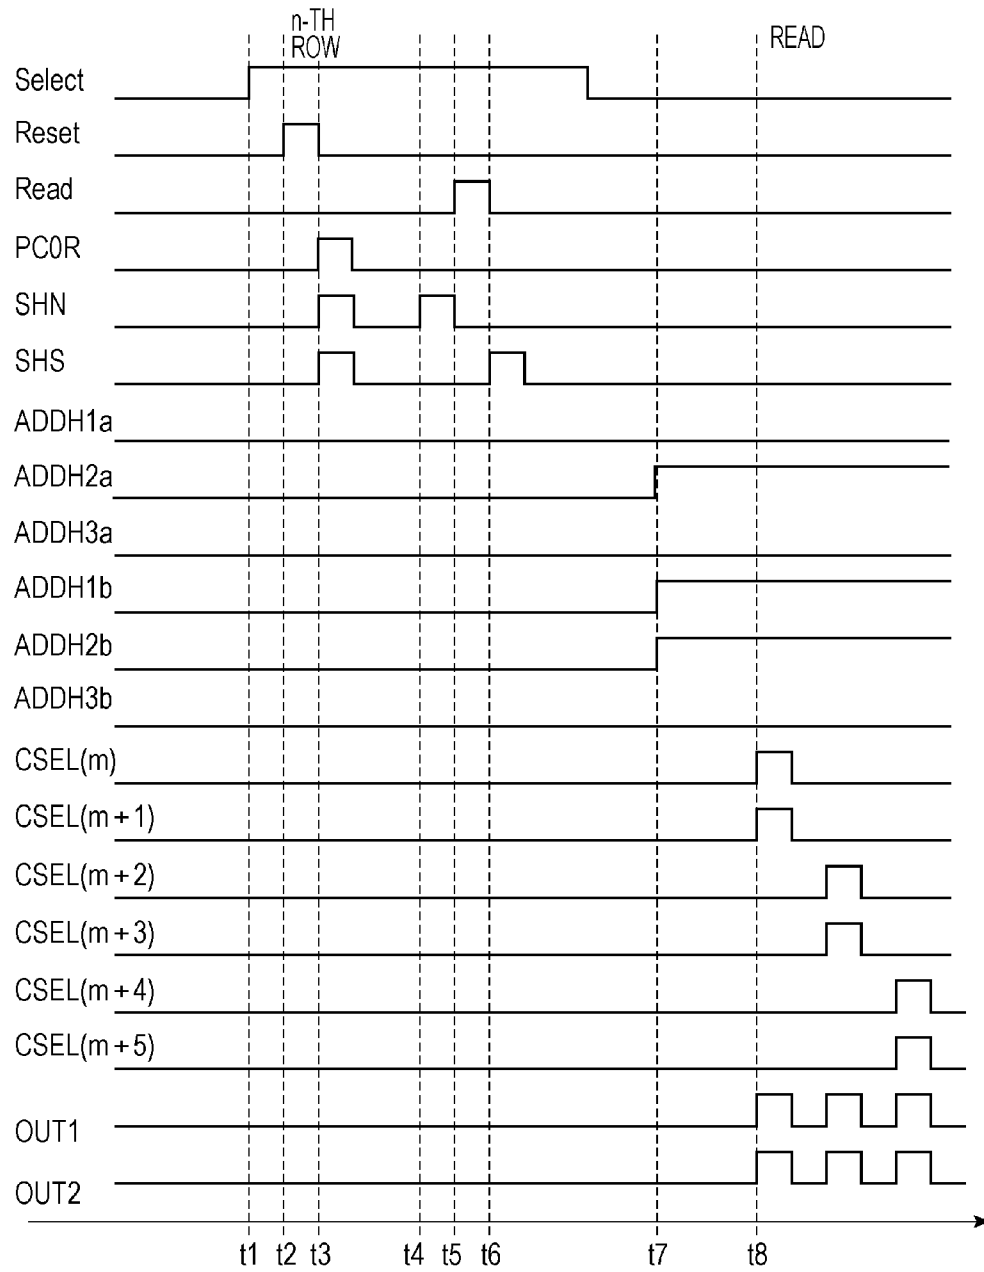 n-TH
ROW
READ
Select
Reset
Read
PC0R
SHN
SHS
ADDH1a
ADDH2a
ADDH3a
ADDH1b
ADDH2b
ADDH3b
CSEL(m)
CSEL(m+1)
CSEL(m+2)
CSEL(m+3)
CSEL(m+4)
CSEL(m+5)
OUT1
OUT2
t1 t2 t3 t4 t5 t6 t7 t8